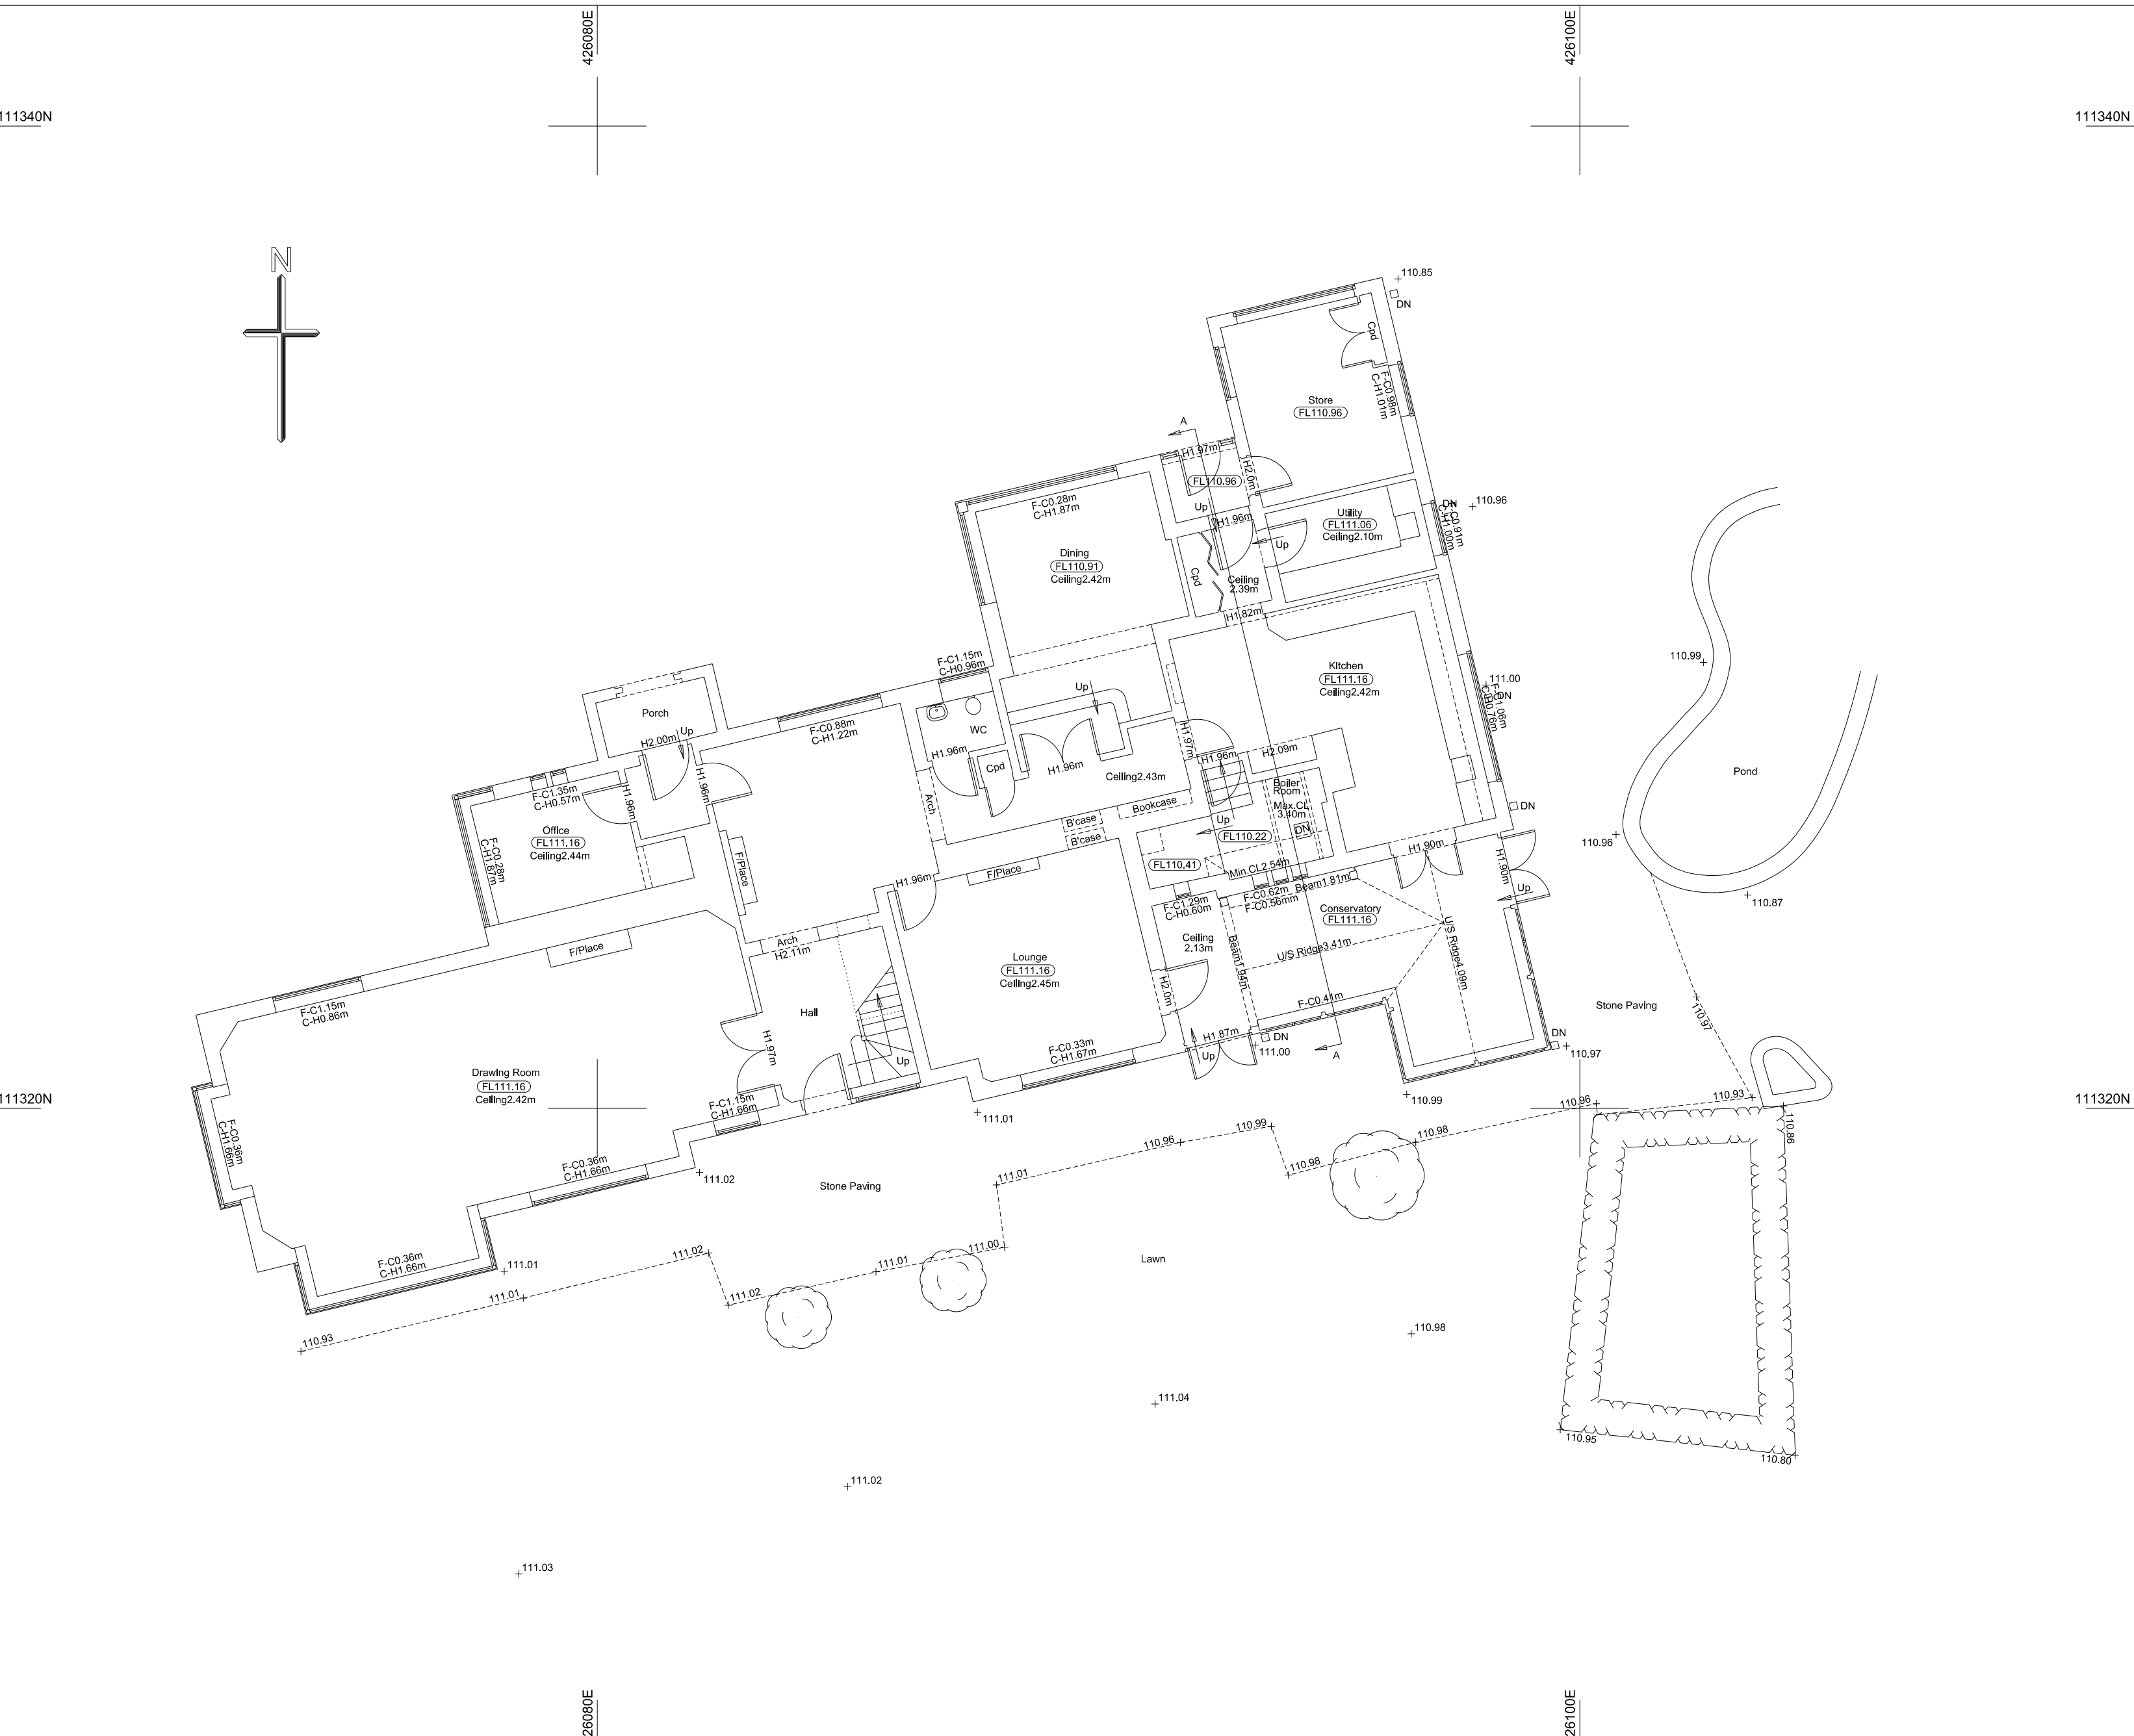 426080E
426100E
111340N
111340N
N
110.85
DN
Cpd
F-C0.98m
C-H1.01m
Store
FL110.96
A
H1.97m
H2.0m
FL110.96
Up
H1.96m
F-C0.28m
C-H1.87m
Utility
FL111.06
Ceiling2.10m
Up
DN
110.96
F-C0.91m
C-H1.00m
Dining
FL110.91
Ceiling2.42m
Cpd
Ceiling
2.39m
H1.82m
Kitchen
FL111.16
Ceiling2.42m
111.00
DN
F-C1.06m
C-H0.76m
110.99
F-C1.15m
C-H0.96m
Up
WC
Porch
Up
H2.00m
F-C0.88m
C-H1.22m
H1.96m
Cpd
H1.96m
H1.97m
H1.96m
H2.09m
Ceiling2.43m
Boiler
Room
Max.CL
3.40m
DN
Pond
F-C1.35m
C-H0.57m
H1.96m
H1.96m
Arch
Bookcase
B'case
B'case
Up
FL110.22
DN
Office
FL111.16
Ceiling2.44m
F-C0.28m
C-H1.87m
F/Place
F/Place
FL110.41
Min.CL2.54m
H1.90m
H1.90m
Up
110.96
110.87
H1.96m
F-C1.29m
C-H0.60m
F-C0.62m
F-C0.56mm
Beam1.81m
Conservatory
FL111.16
Arch
H2.11m
F/Place
Ceiling
2.13m
Beam1.94m
U/S Ridge3.41m
U/S Ridge4.09m
Lounge
FL111.16
Ceiling2.45m
H2.0m
F-C0.41m
Stone Paving
110.97
Hall
F-C1.15m
C-H0.86m
H1.97m
Up
F-C0.33m
C-H1.67m
H1.87m
Up
DN
111.00
A
DN
110.97
Drawing Room
FL111.16
Ceiling2.42m
111320N
111320N
F-C1.15m
C-H1.66m
111.01
110.99
110.96
110.93
110.86
F-C0.36m
C-H1.66m
F-C0.36m
C-H1.66m
111.02
Stone Paving
110.96
110.99
110.98
110.98
111.01
F-C0.36m
C-H1.66m
111.01
111.02
111.01
111.00
Lawn
111.01
111.02
110.93
110.98
111.04
110.95
110.80
111.02
111.03
26080E
26100E